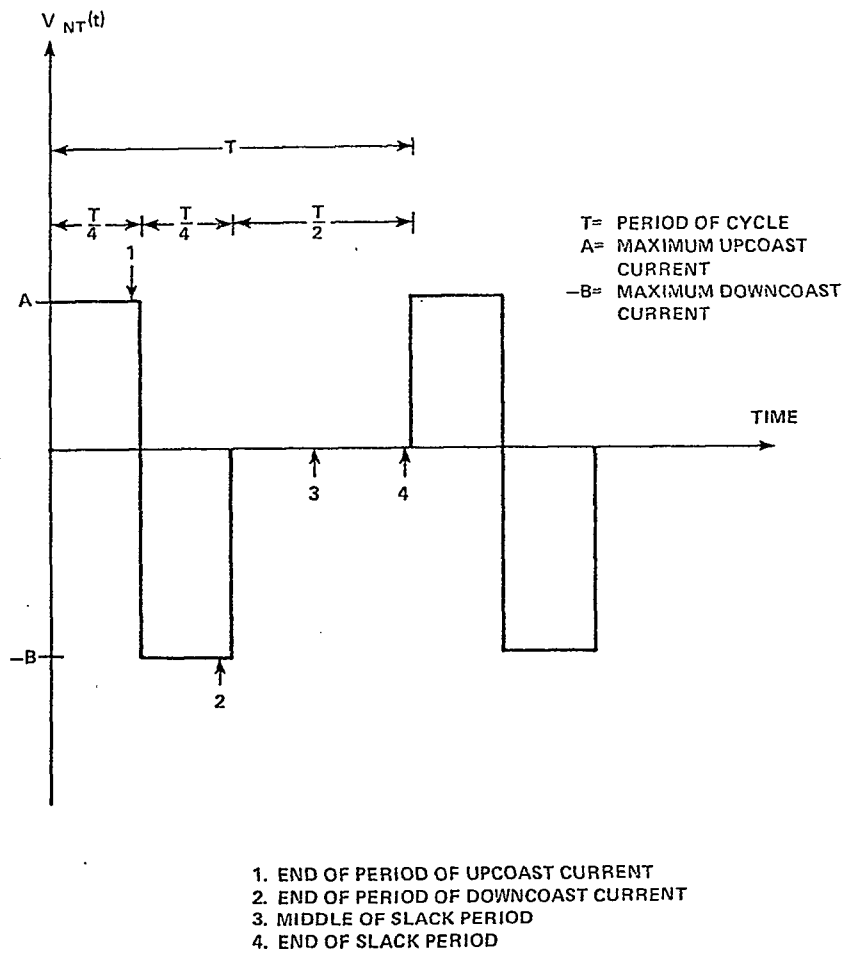 V NT(t)
T
T/4 T/4 T/2
1
T= PERIOD OF CYCLE
A= MAXIMUM UPCOAST
CURRENT
−B= MAXIMUM DOWNCOAST
CURRENT
A
TIME
3 4
−B
2
1. END OF PERIOD OF UPCOAST CURRENT
2. END OF PERIOD OF DOWNCOAST CURRENT
3. MIDDLE OF SLACK PERIOD
4. END OF SLACK PERIOD